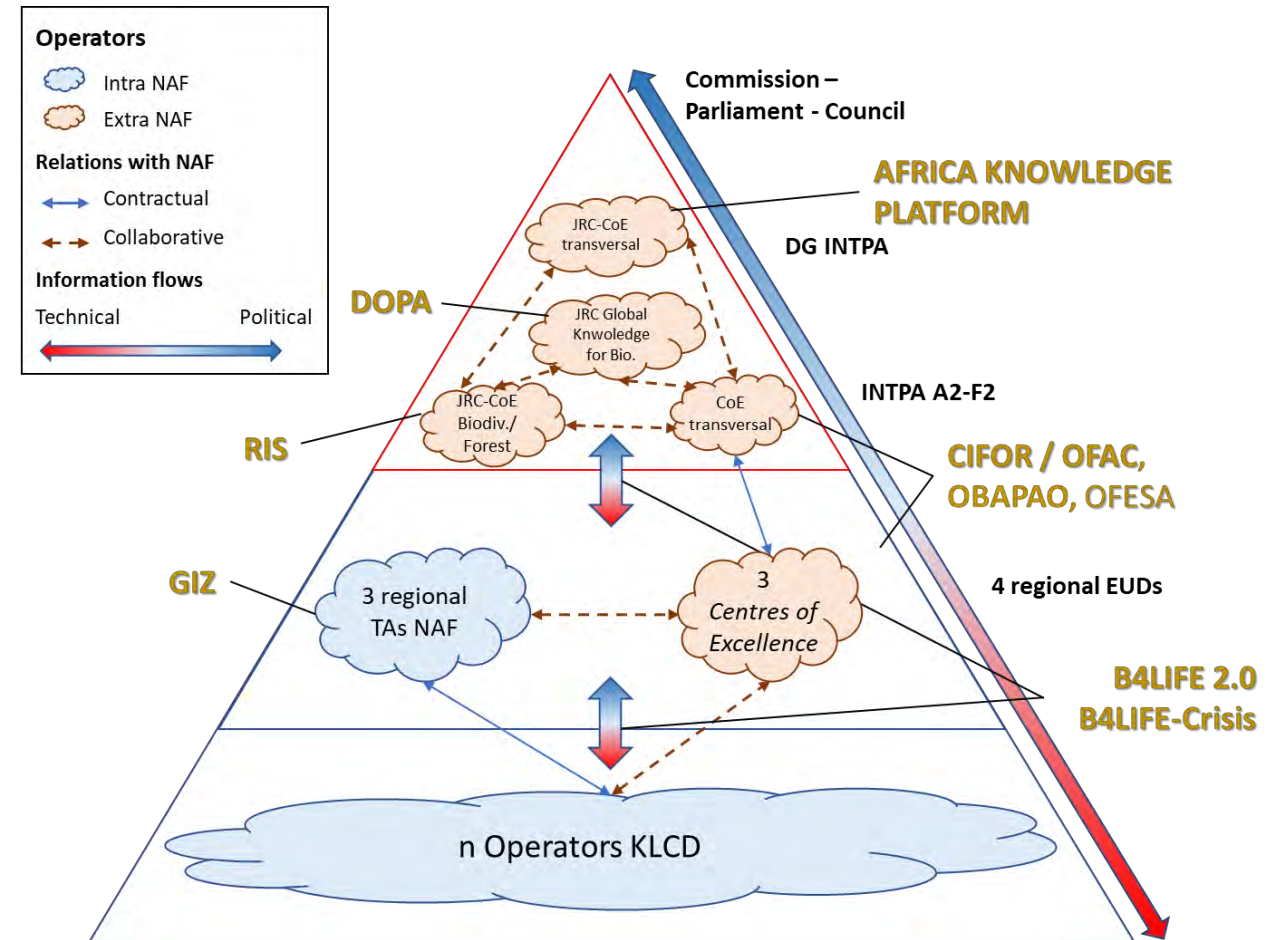 Operators
Intra NAF
Extra NAF
Relations with NAF
Contractual
Collaborative
Information flows
Technical
Political
Commission –
Parliament - Council
AFRICA KNOWLEDGE
PLATFORM
JRC-CoE
transversal
DG INTPA
DOPA
JRC Global
Knwoledge
for Bio.
INTPA A2-F2
JRC-CoE
Biodiv./
Forest
CoE
transversal
RIS
CIFOR / OFAC,
OBAPAO, OFESA
GIZ
3 regional
TAs NAF
3
Centres of
Excellence
4 regional EUDs
B4LIFE 2.0
B4LIFE-Crisis
n Operators KLCD